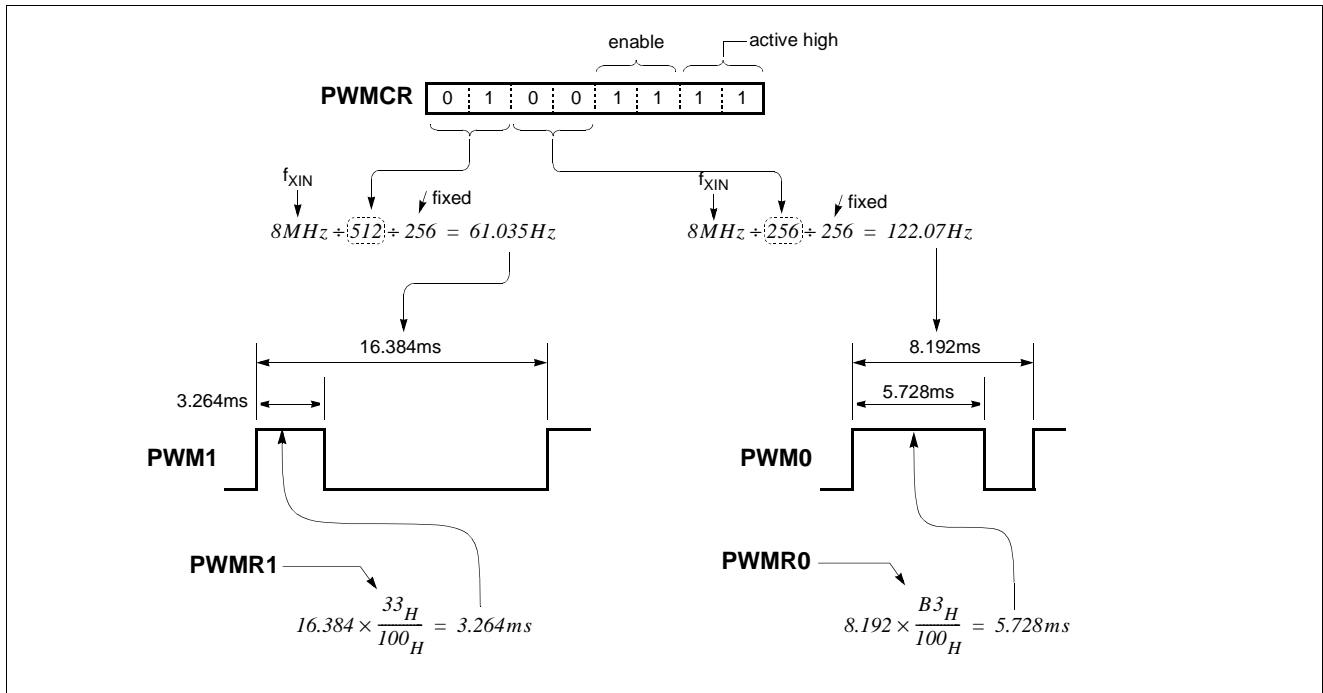 enable
active high
PWMCR 0 1 0 0 1 1 1 1
fXIN
fixed
8MHz ÷ 512 ÷ 256 = 61.035Hz
fXIN
fixed
8MHz ÷ 256 ÷ 256 = 122.07Hz
16.384ms
3.264ms
PWM1
8.192ms
5.728ms
PWM0
PWMR1
16.384 × 33H / 100H = 3.264ms
PWMR0
8.192 × B3H / 100H = 5.728ms